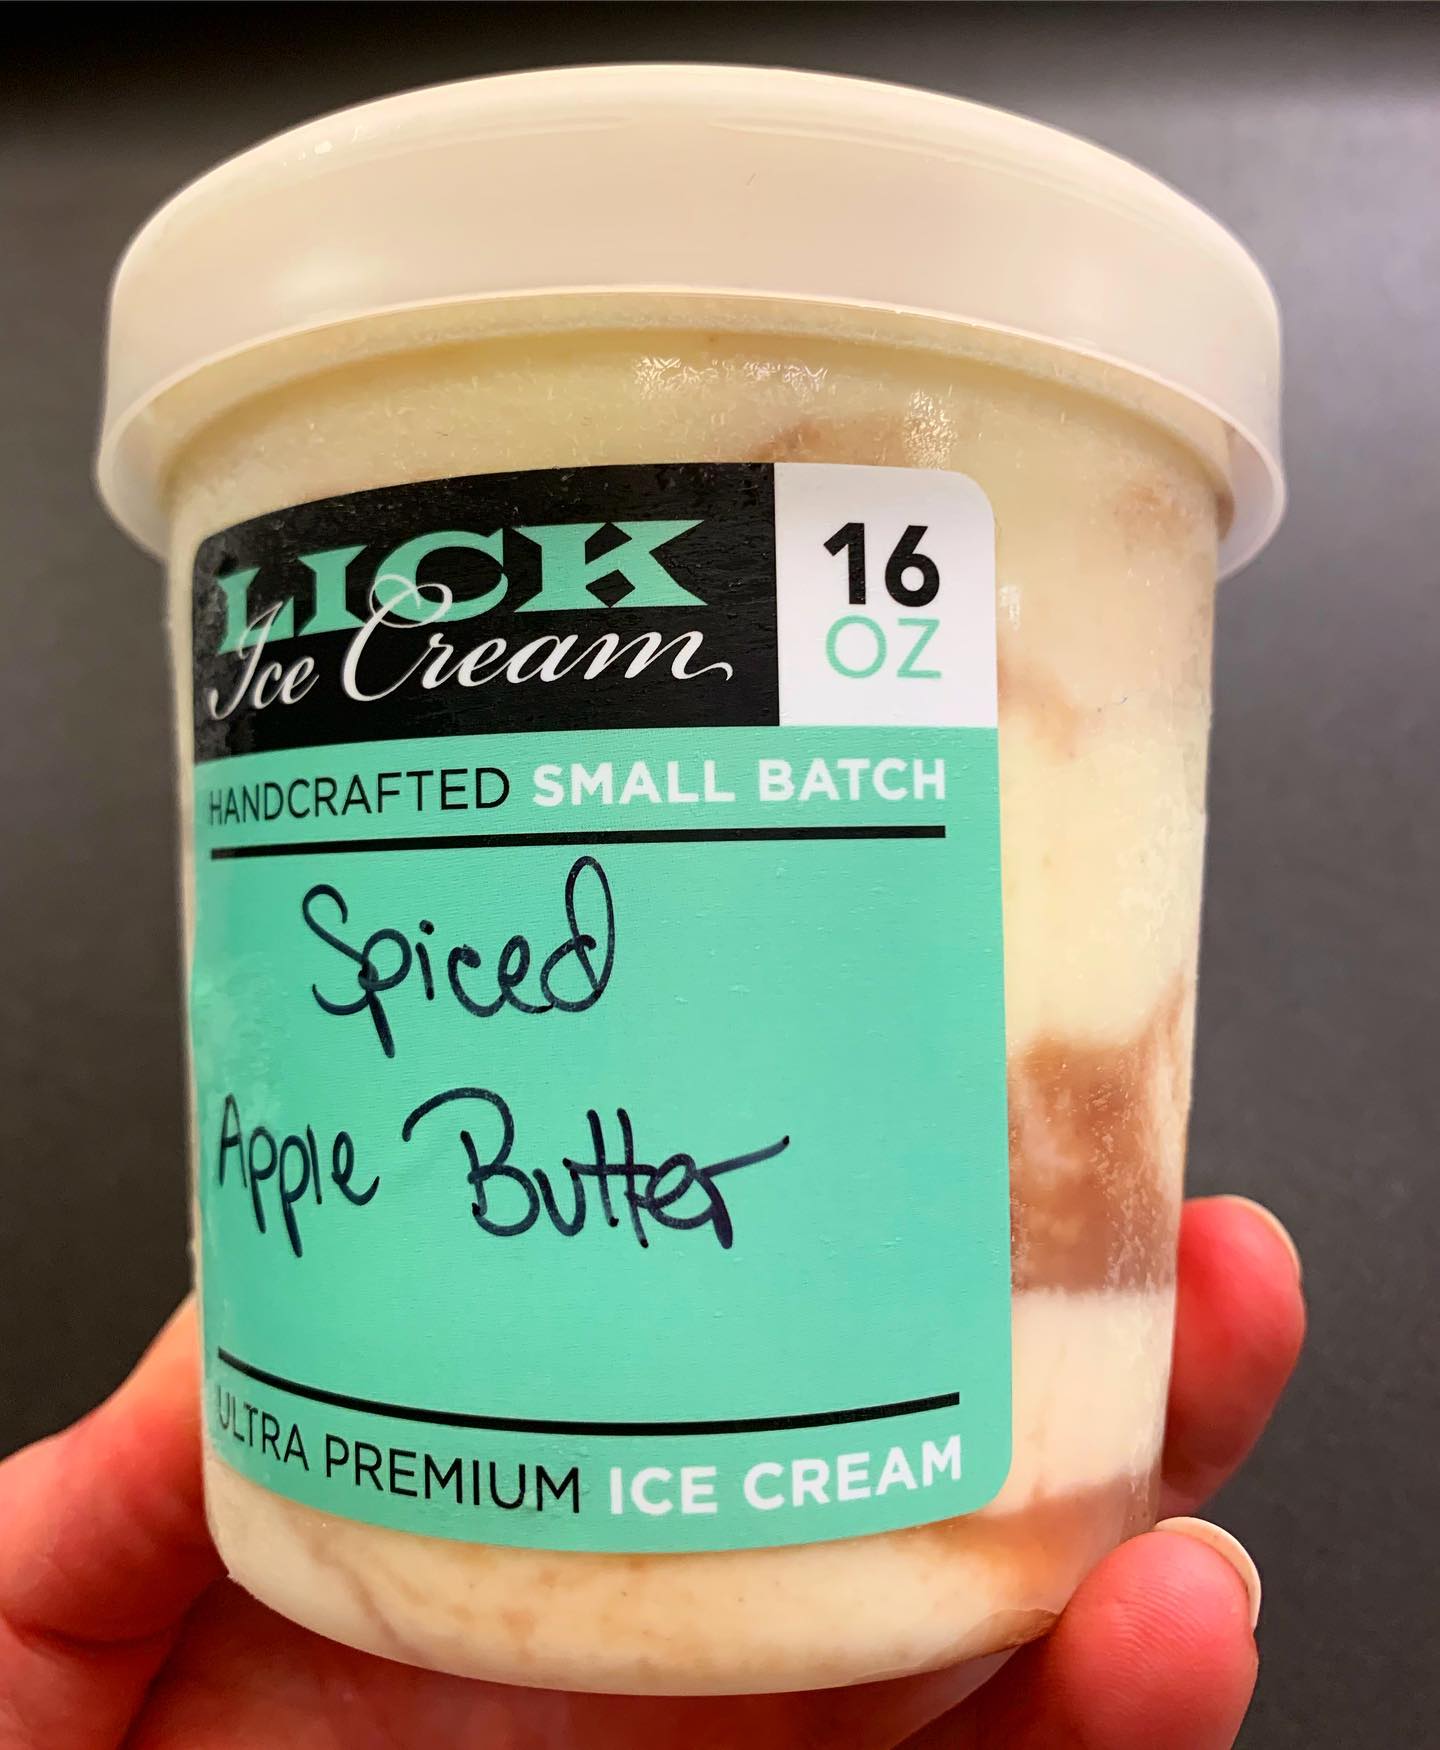 LICK
Ice Cream
16
OZ
HANDCRAFTED SMALL BATCH
Spiced
Apple Butter
ULTRA PREMIUM ICE CREAM